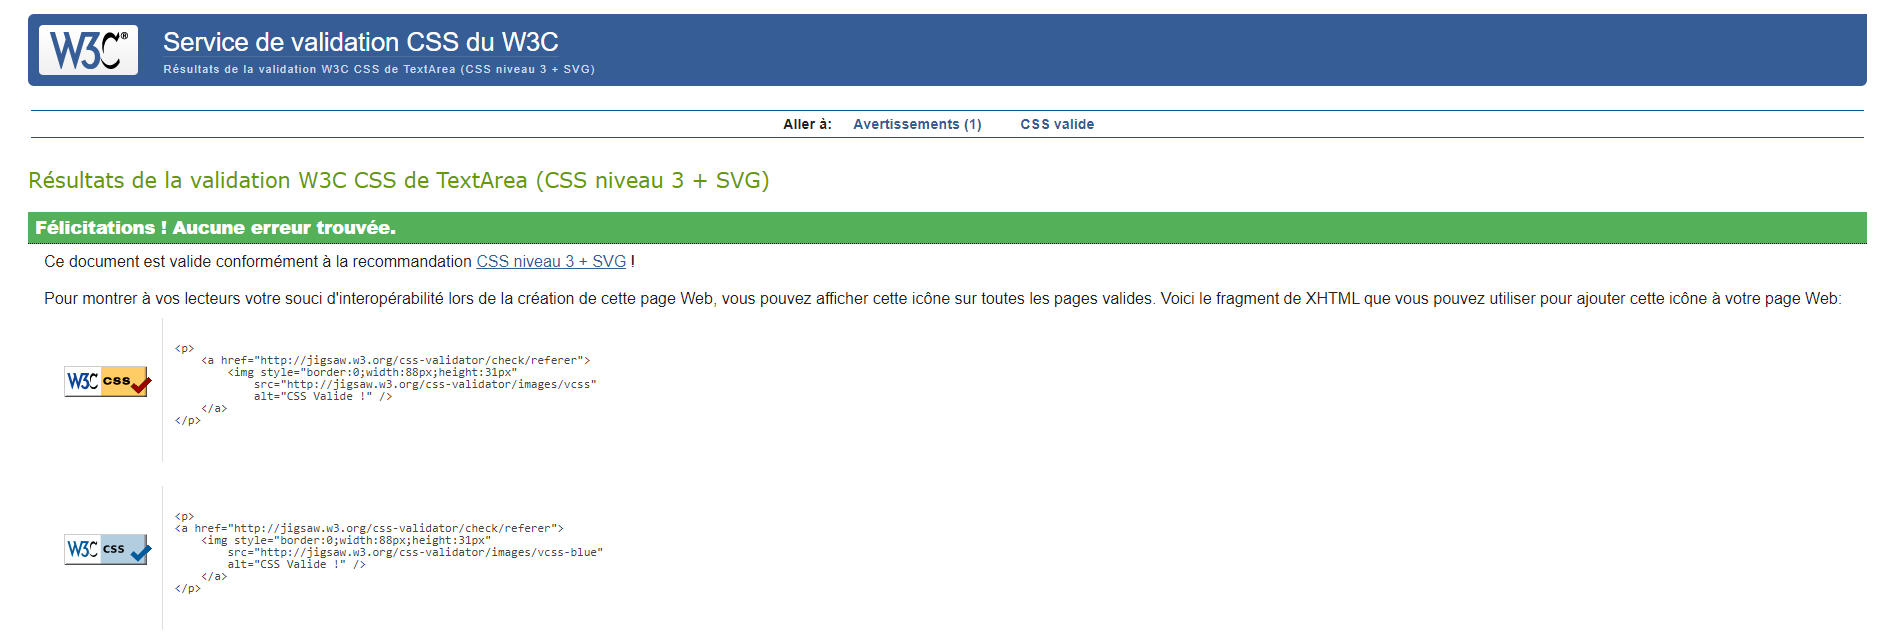 W3C®
Service de validation CSS du W3C
Résultats de la validation W3C CSS de TextArea (CSS niveau 3 + SVG)
Aller à: Avertissements (1) CSS valide
Résultats de la validation W3C CSS de TextArea (CSS niveau 3 + SVG)
Félicitations ! Aucune erreur trouvée.
Ce document est valide conformément à la recommandation CSS niveau 3 + SVG !
Pour montrer à vos lecteurs votre souci d'interopérabilité lors de la création de cette page Web, vous pouvez afficher cette icône sur toutes les pages valides. Voici le fragment de XHTML que vous pouvez utiliser pour ajouter cette icône à votre page Web:
W3C css
<p>
<a href="http://jigsaw.w3.org/css-validator/check/referer">
<img style="border:0;width:88px;height:31px"
src="http://jigsaw.w3.org/css-validator/images/vcss"
alt="CSS Valide !" />
</a>
</p>
W3C css
<p>
<a href="http://jigsaw.w3.org/css-validator/check/referer">
<img style="border:0;width:88px;height:31px"
src="http://jigsaw.w3.org/css-validator/images/vcss-blue"
alt="CSS Valide !" />
</a>
</p>